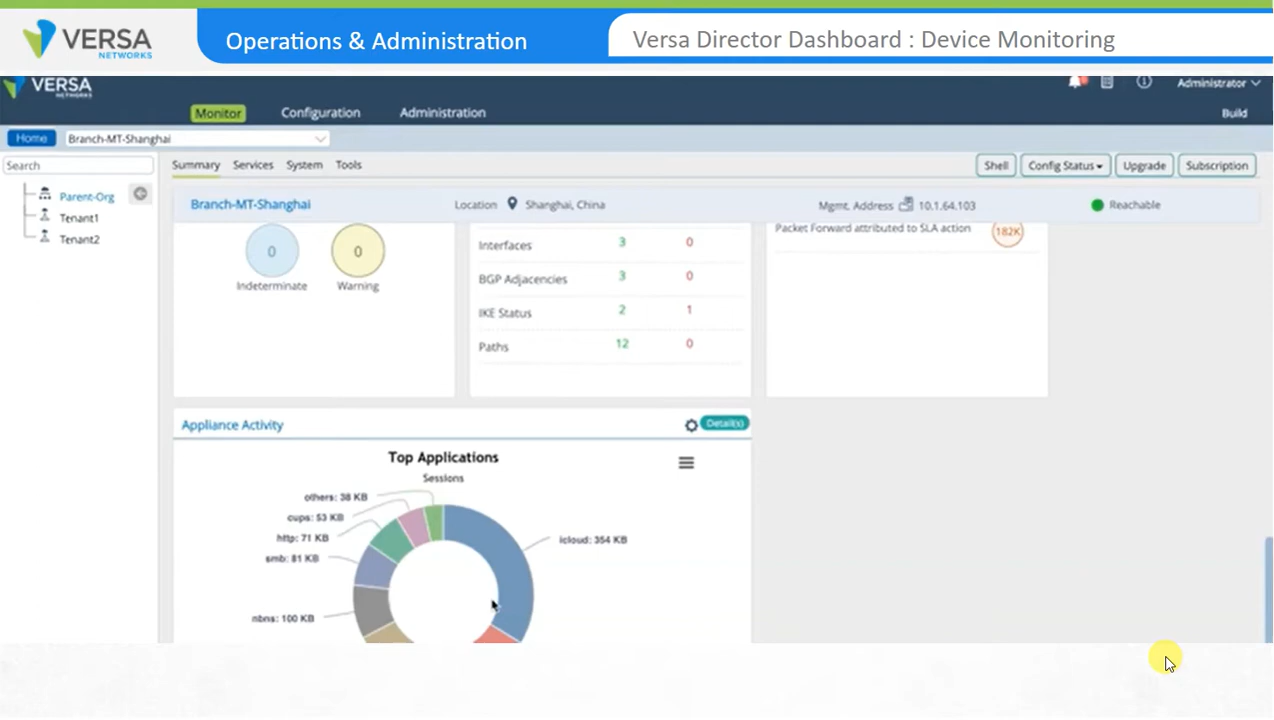 VERSA
NETWORKS
Operations & Administration
Versa Director Dashboard : Device Monitoring
VERSA
NETWORKS
Administrator
Monitor
Configuration
Administration
Build
Home
Branch-MT-Shanghai
Search
Summary
Services
System
Tools
Shell
Config Status
Upgrade
Subscription
Parent-Org
Tenant1
Tenant2
Branch-MT-Shanghai
Location
Shanghai, China
Mgmt. Address
10.1.64.103
Reachable
0
0
Indeterminate
Warning
Interfaces 3 0
BGP Adjacencies 3 0
IKE Status 2 1
Paths 12 0
Packet Forward attributed to SLA action
182K
Appliance Activity
Detail(s)
Top Applications
Sessions
others: 38 KB
cups: 53 KB
http: 71 KB
smb: 81 KB
nbns: 100 KB
icloud: 354 KB